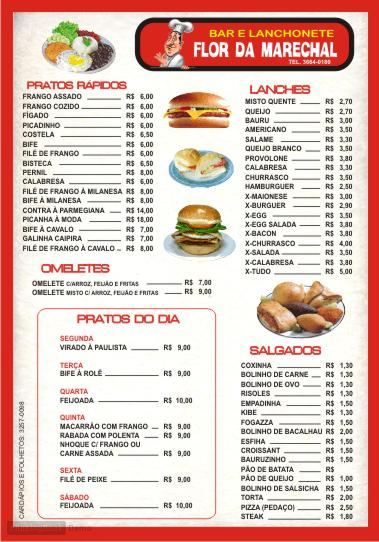 BAR E LANCHONETE
FLOR DA MARECHAL
TEL. 3664-0180
PRATOS RÁPIDOS
FRANGO ASSADO R$ 6,00
FRANGO COZIDO R$ 6,00
FÍGADO R$ 6,00
PICADINHO R$ 6,00
COSTELA R$ 6,50
BIFE R$ 6,00
FILÉ DE FRANGO R$ 6,00
BISTECA R$ 6,50
PERNIL R$ 8,00
CALABRESA R$ 6,00
FILÉ DE FRANGO À MILANESA R$ 8,00
BIFE À MILANESA R$ 8,00
CONTRA À PARMEGIANA R$ 14,00
PICANHA À MODA R$ 18,00
BIFE À CAVALO R$ 7,00
GALINHA CAIPIRA R$ 7,00
FILÉ DE FRANGO À CAVALO R$ 8,00
OMELETES
OMELETE C/ARROZ, FEIJÃO E FRITAS R$ 7,00
OMELETE MISTO C/ ARROZ, FEIJÃO E FRITAS R$ 9,00
PRATOS DO DIA
SEGUNDA
VIRADO À PAULISTA R$ 9,00
TERÇA
BIFE À ROLÊ R$ 9,00
QUARTA
FEIJOADA R$ 10,00
QUINTA
MACARRÃO COM FRANGO R$ 9,00
RABADA COM POLENTA R$ 9,00
NHOQUE C/ FRANGO OU
CARNE ASSADA R$ 9,00
SEXTA
FILÉ DE PEIXE R$ 9,00
SÁBADO
FEIJOADA R$ 10,00
LANCHES
MISTO QUENTE R$ 2,70
QUEIJO R$ 2,70
BAURU R$ 3,00
AMERICANO R$ 3,50
SALAME R$ 3,30
QUEIJO BRANCO R$ 3,50
PROVOLONE R$ 3,80
CALABRESA R$ 3,30
CHURRASCO R$ 3,50
HAMBURGUER R$ 2,50
X-MAIONESE R$ 3,00
X-BURGUER R$ 2,90
X-EGG R$ 3,50
X-EGG SALADA R$ 3,80
X-BACON R$ 3,80
X-CHURRASCO R$ 4,00
X-SALADA R$ 3,50
X-CALABRESA R$ 3,80
X-TUDO R$ 5,00
SALGADOS
COXINHA R$ 1,30
BOLINHO DE CARNE R$ 1,30
BOLINHO DE OVO R$ 1,30
RISOLES R$ 1,30
EMPADINHA R$ 1,50
KIBE R$ 1,30
FOGAZZA R$ 1,50
BOLINHO DE BACALHAU R$ 2,00
ESFIHA R$ 1,50
CROISSANT R$ 1,50
BAURUZINHO R$ 1,50
PÃO DE BATATA R$
PÃO DE QUEIJO R$ 1,00
BOLINHO DE SALSICHA R$ 1,50
TORTA R$ 2,00
PIZZA (PEDAÇO) R$ 2,50
STEAK R$ 1,80
CARDÁPIOS E FOLHETOS: 3257-0098
Demo